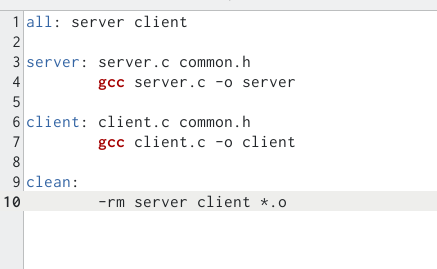 1 all: server client
2
3 server: server.c common.h
4 gcc server.c -o server
5
6 client: client.c common.h
7 gcc client.c -o client
8
9 clean:
10 -rm server client *.o